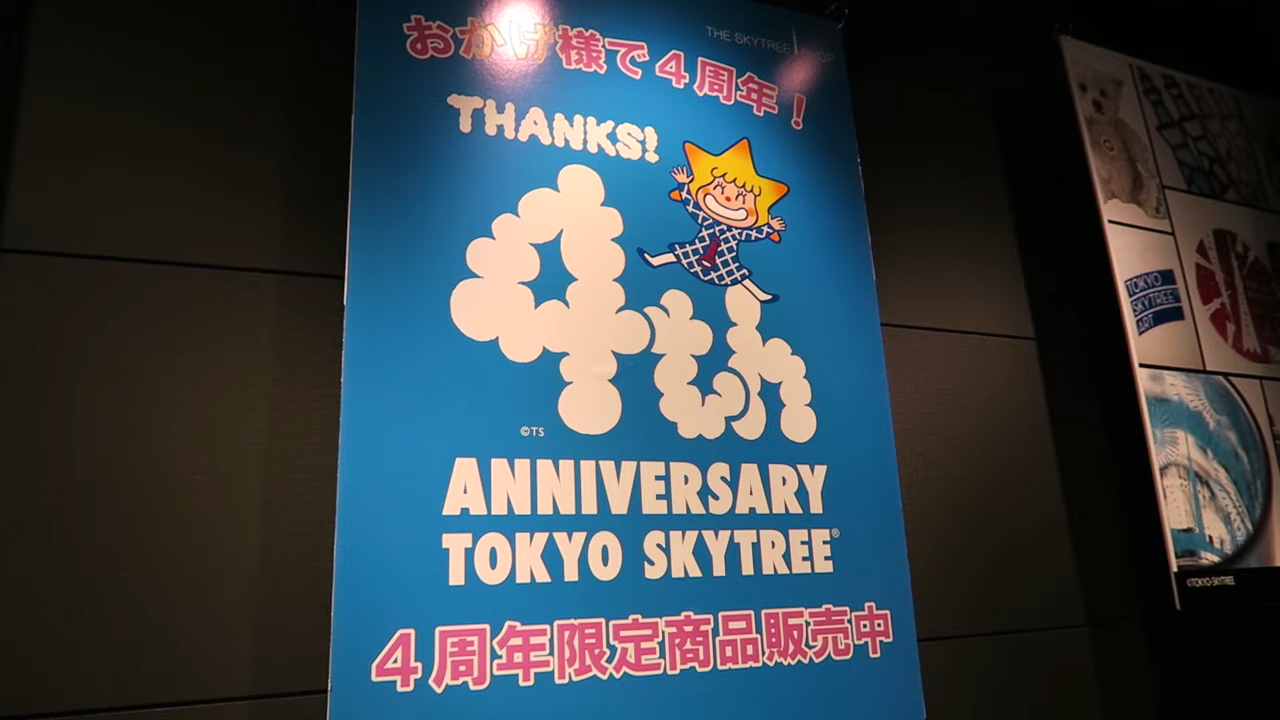 THE SKYTREE SHOP
おかげ様で4周年！
THANKS!
4th
©TS
ANNIVERSARY
TOKYO SKYTREE®
4周年限定商品販売中
TOKYO
SKYTREE
ART
©TOKYO-SKYTREE